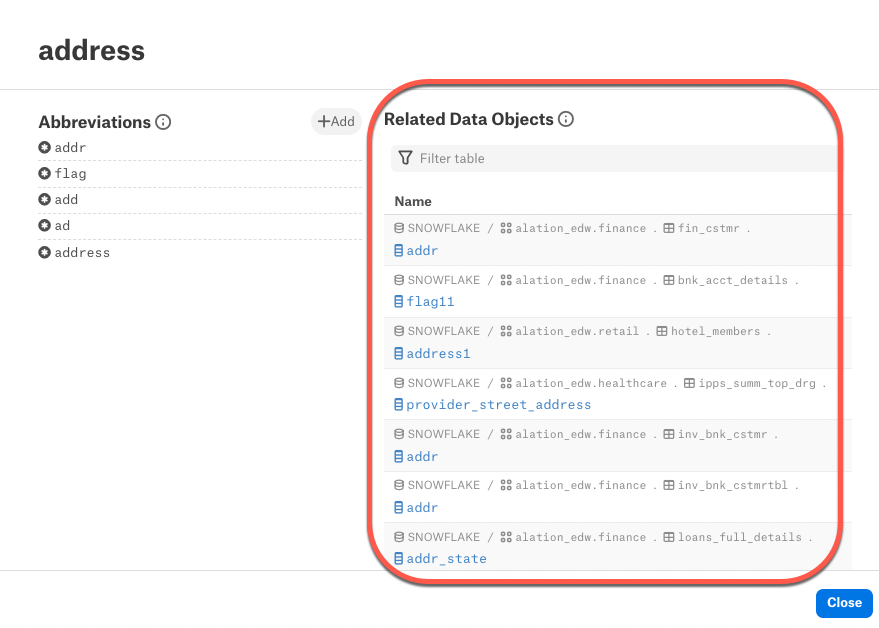 address
Abbreviations
+Add
addr
flag
add
ad
address
Related Data Objects
Filter table
Name
SNOWFLAKE / alation_edw.finance . fin_cstmr .
addr
SNOWFLAKE / alation_edw.finance . bnk_acct_details .
flag11
SNOWFLAKE / alation_edw.retail . hotel_members .
address1
SNOWFLAKE / alation_edw.healthcare . ipps_summ_top_drg .
provider_street_address
SNOWFLAKE / alation_edw.finance . inv_bnk_cstmr .
addr
SNOWFLAKE / alation_edw.finance . inv_bnk_cstmrtbl .
addr
SNOWFLAKE / alation_edw.finance . loans_full_details .
addr_state
Close